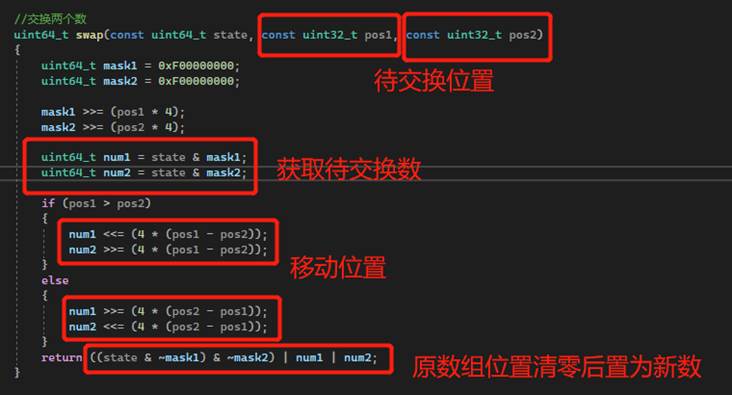 //交换两个数
uint64_t swap(const uint64_t state, const uint32_t pos1, const uint32_t pos2)
{
待交换位置
uint64_t mask1 = 0xF00000000;
uint64_t mask2 = 0xF00000000;
mask1 >>= (pos1 * 4);
mask2 >>= (pos2 * 4);
uint64_t num1 = state & mask1;
uint64_t num2 = state & mask2;
获取待交换数
if (pos1 > pos2)
{
num1 <<= (4 * (pos1 - pos2));
num2 >>= (4 * (pos1 - pos2));
移动位置
}
else
{
num1 >>= (4 * (pos2 - pos1));
num2 <<= (4 * (pos2 - pos1));
}
return ((state & ~mask1) & ~mask2) | num1 | num2;
原数组位置清零后置为新数
}